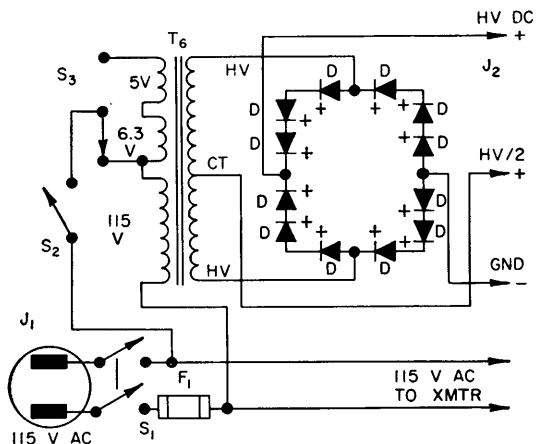 T6
HV DC
+
S3
5V
HV
D D
J2
D + + D
6.3 V
D + + D
CT
HV/2
+
115 V
D + + D
S2
D + + D
GND
-
HV
D D
J1
F1
115 V AC
TO XMTR
S1
115 V AC